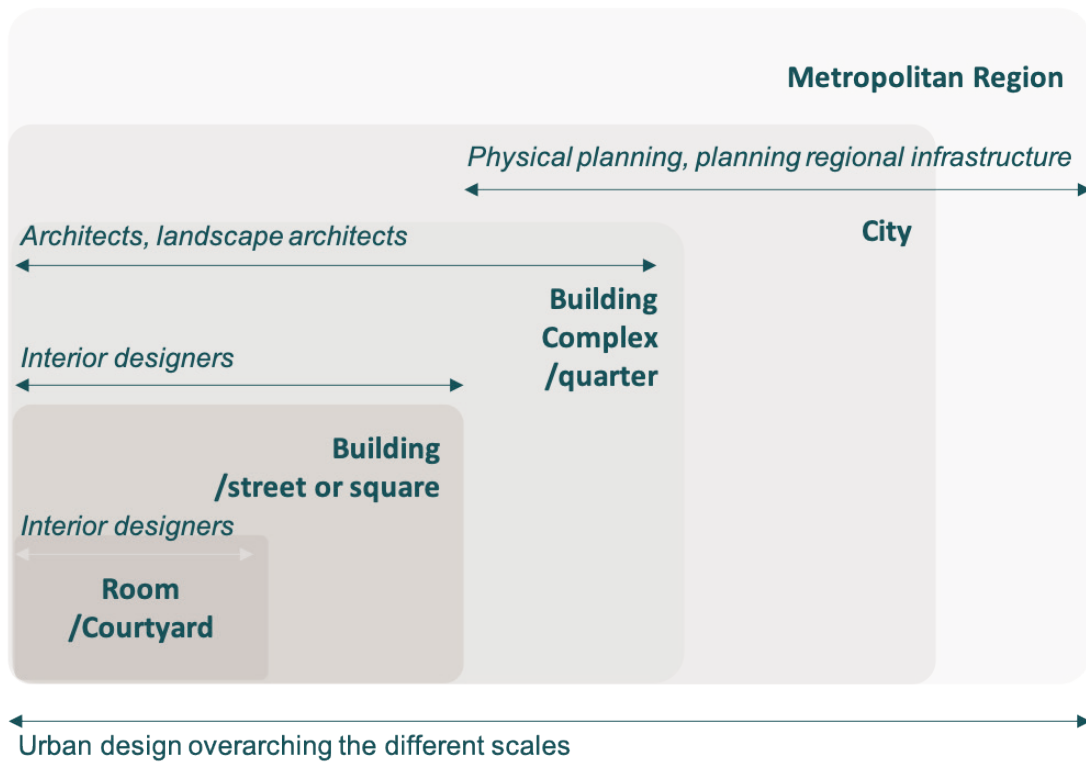 Metropolitan Region
Physical planning, planning regional infrastructure
City
Architects, landscape architects
Building
Complex
/quarter
Interior designers
Building
/street or square
Interior designers
Room
/Courtyard
Urban design overarching the different scales